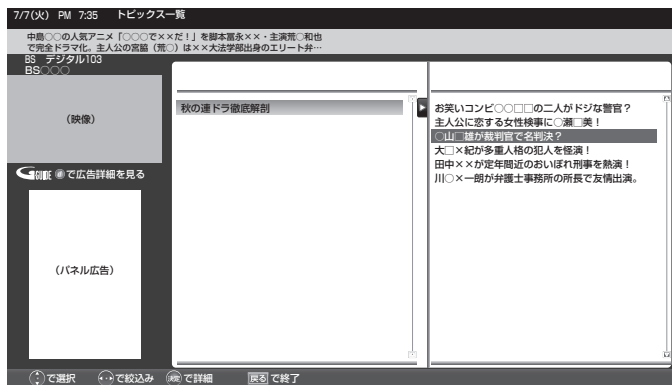 7/7(火) PM 7:35 トピックス一覧
中島○○の人気アニメ「○○○で××だ！」を脚本冨永××・主演荒○和也
で完全ドラマ化。主人公の宮脇（荒○）は××大法学部出身のエリート弁…
BS デジタル103
BS○○○
（映像）
GGUIDE で広告詳細を見る
（パネル広告）
秋の連ドラ徹底解剖
お笑いコンビ○○□□の二人がドジな警官？
主人公に恋する女性検事に○瀬□美！
○山□雄が裁判官で名判決？
大□×紀が多重人格の犯人を怪演！
田中××が定年間近のおいぼれ刑事を熱演！
川○×一朗が弁護士事務所の所長で友情出演。
で選択 で絞込み 決定で詳細 戻るで終了